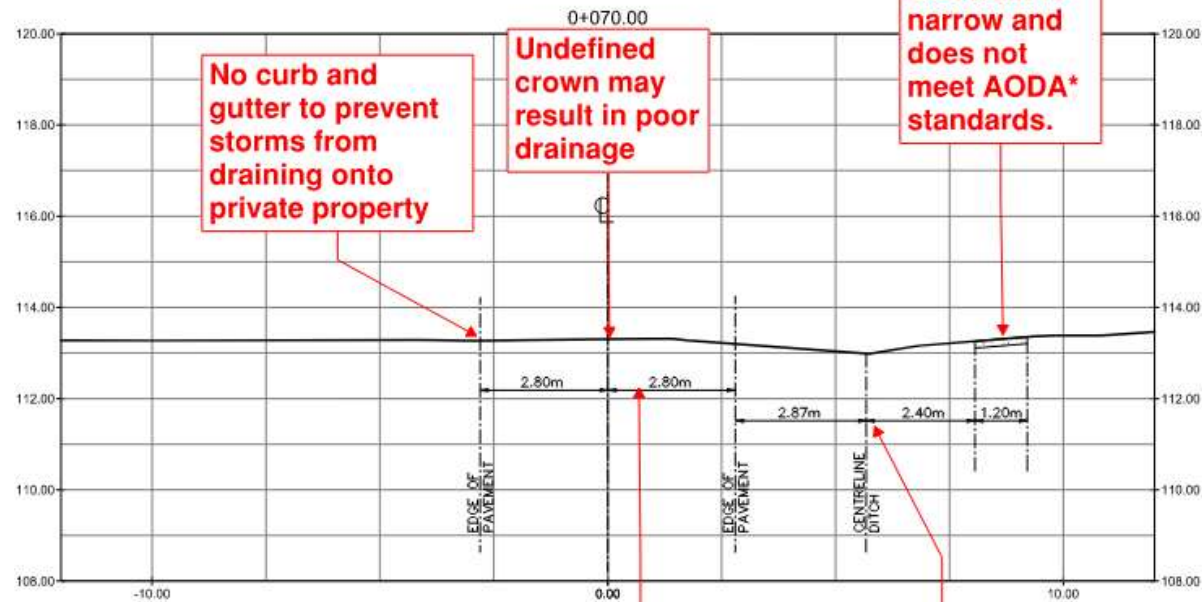 0+070.00
120.00
120.00
118.00
118.00
116.00
116.00
114.00
114.00
112.00
112.00
110.00
110.00
108.00
108.00
No curb and
gutter to prevent
storms from
draining onto
private property
Undefined
crown may
result in poor
drainage
narrow and
does not
meet AODA*
standards.
2.80m
2.80m
2.87m
2.40m
1.20m
EDGE OF
PAVEMENT
EDGE OF
PAVEMENT
CENTRELINE
DITCH
-10.00
0.00
10.00